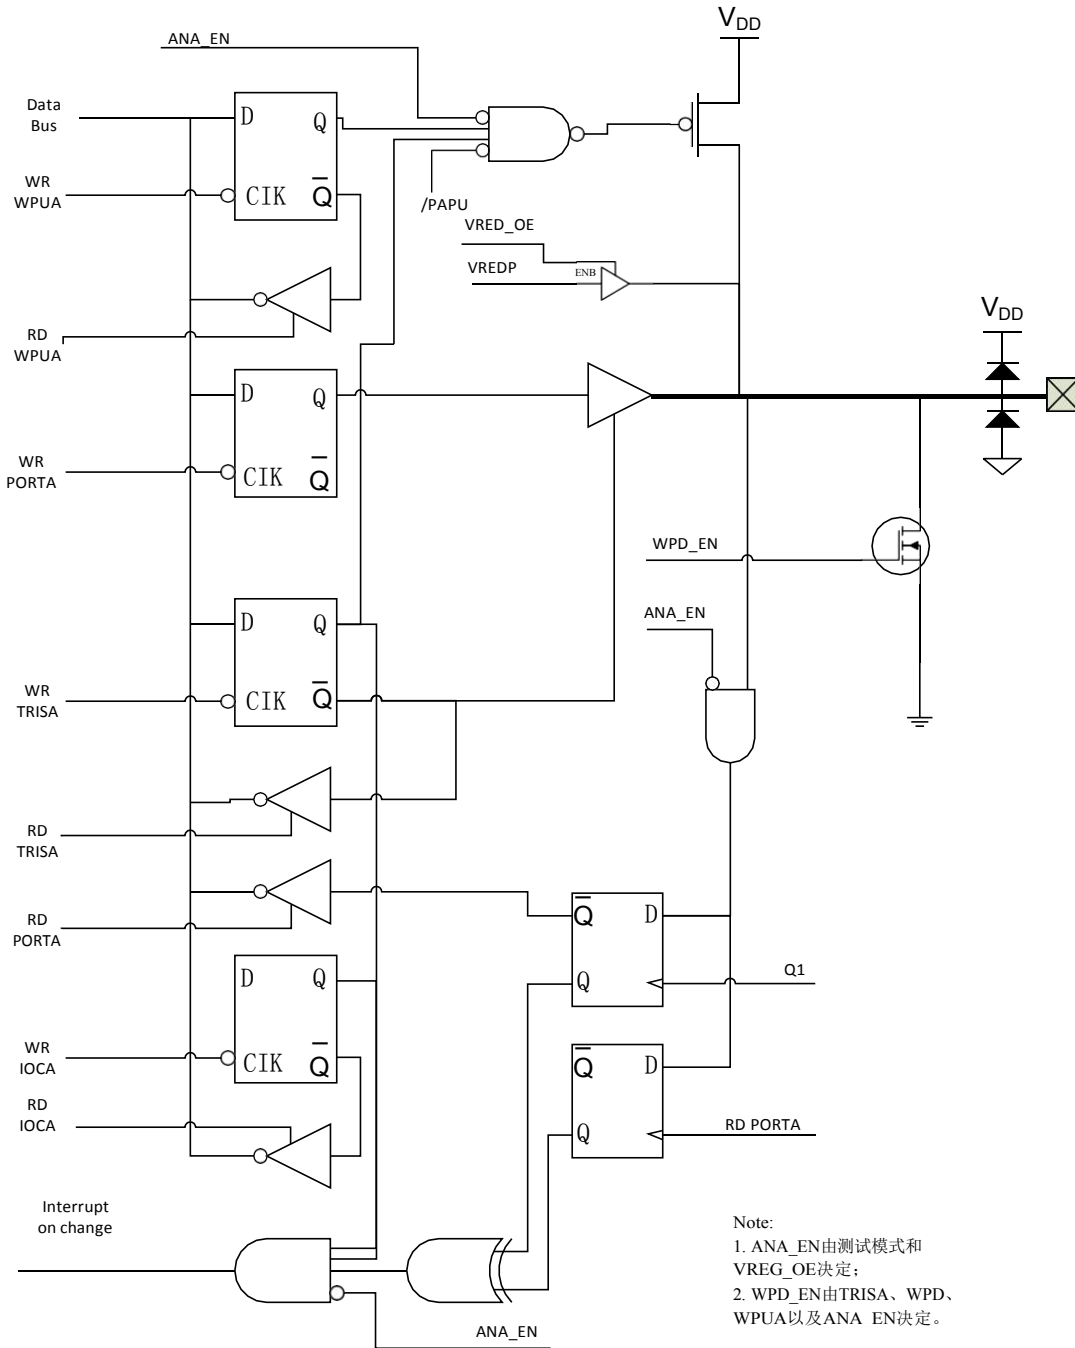 V DD
ANA_EN
Data
Bus
D
Q
WR
WPUA
CIK
Q
/PAPU
VRED_OE
VREDP
ENB
RD
WPUA
V DD
D
Q
WR
PORTA
CIK
Q
WPD_EN
ANA_EN
D
Q
WR
TRISA
CIK
Q
RD
TRISA
RD
PORTA
Q
D
Q
Q1
D
Q
WR
IOCA
CIK
Q
RD
IOCA
Q
D
Q
RD PORTA
Interrupt
on change
ANA_EN
Note:
1. ANA_EN由测试模式和
VREG_OE决定；
2. WPD_EN由TRISA、WPD、
WPUA以及ANA_EN决定。